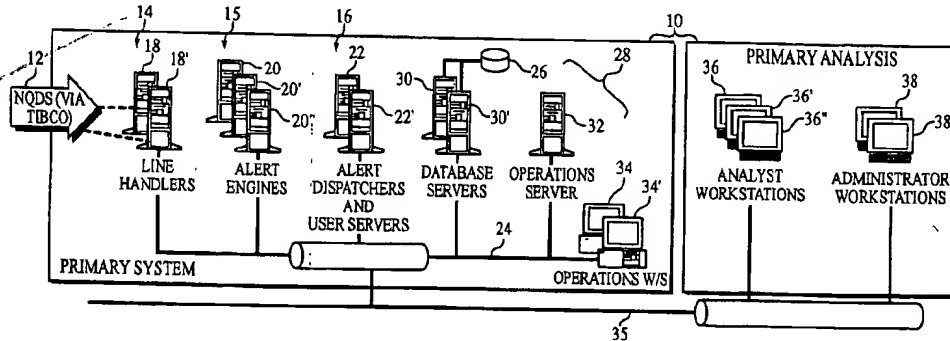 14
15
16
10
12
18
18'
20
20'
20"
22
22'
30
30'
26
28
32
PRIMARY ANALYSIS
36
36'
36"
38
38
NQDS (VIA
TIBCO)
LINE
HANDLERS
ALERT
ENGINES
ALERT
DISPATCHERS
AND
USER SERVERS
DATABASE
SERVERS
OPERATIONS
SERVER
34
34'
ANALYST
WORKSTATIONS
ADMINISTRATOR
WORKSTATIONS
24
PRIMARY SYSTEM
OPERATIONS W/S
35